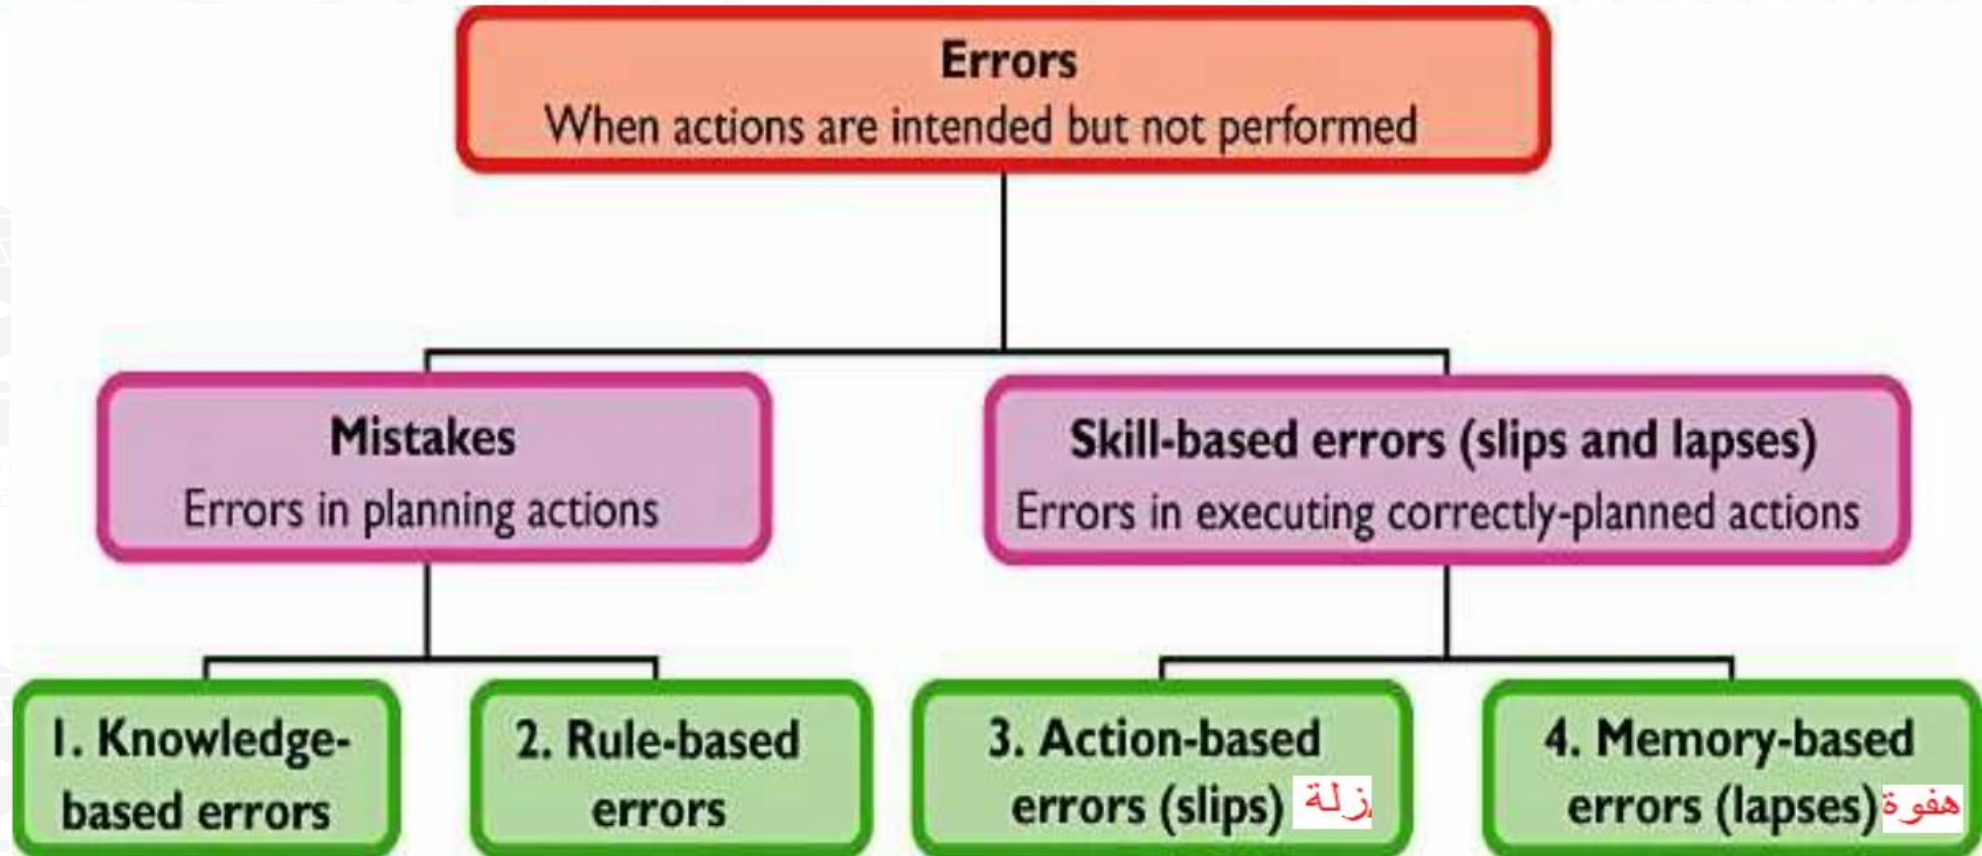 Errors
When actions are intended but not performed
Mistakes
Errors in planning actions
Skill-based errors (slips and lapses)
Errors in executing correctly-planned actions
1. Knowledge-
based errors
2. Rule-based
errors
3. Action-based
errors (slips) زلة
4. Memory-based
errors (lapses) هفوة